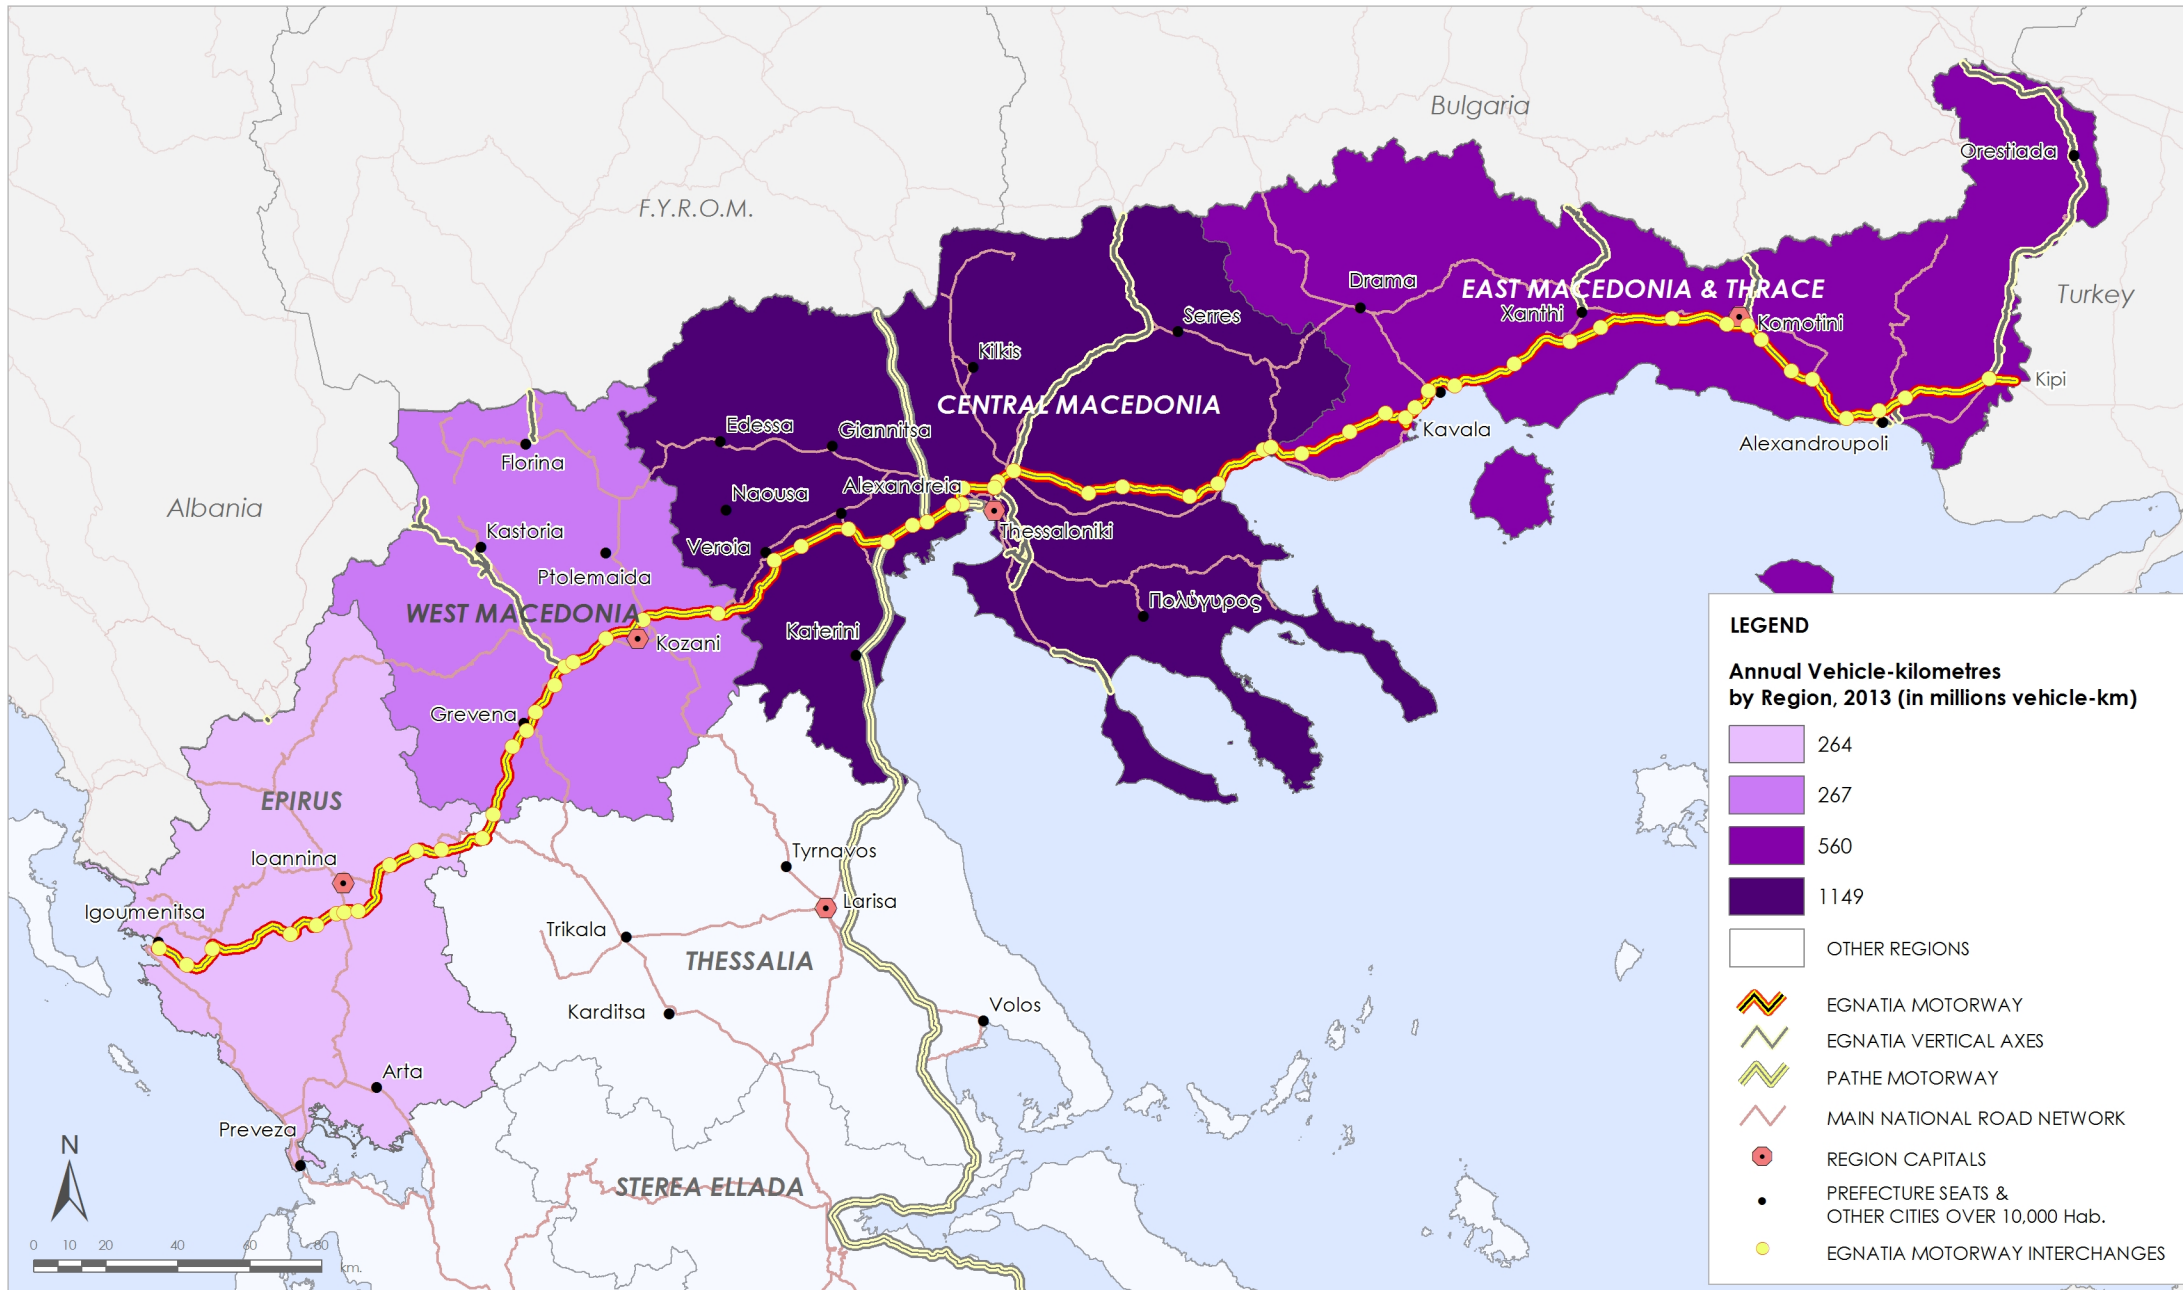 Bulgaria
Orestiada
F.Y.R.O.M.
Drama
EAST MACEDONIA & THRACE
Turkey
Serres
Xanthi
Komotini
Kilkis
Kipi
CENTRAL MACEDONIA
Edessa
Giannitsa
Kavala
Alexandroupoli
Florina
Naousa
Alexandreia
Albania
Kastoria
Thessaloniki
Veroia
Ptolemaida
Πολύγυρος
WEST MACEDONIA
Kozani
Katerini
Grevena
EPIRUS
Ioannina
Tyrnavos
Igoumenitsa
Larisa
Trikala
THESSALIA
Karditsa
Volos
Arta
Preveza
STEREA ELLADA
N
0 10 20 40 60 80
km.
LEGEND
Annual Vehicle-kilometres
by Region, 2013 (in millions vehicle-km)
264
267
560
1149
OTHER REGIONS
EGNATIA MOTORWAY
EGNATIA VERTICAL AXES
PATHE MOTORWAY
MAIN NATIONAL ROAD NETWORK
REGION CAPITALS
PREFECTURE SEATS &
OTHER CITIES OVER 10,000 Hab.
EGNATIA MOTORWAY INTERCHANGES